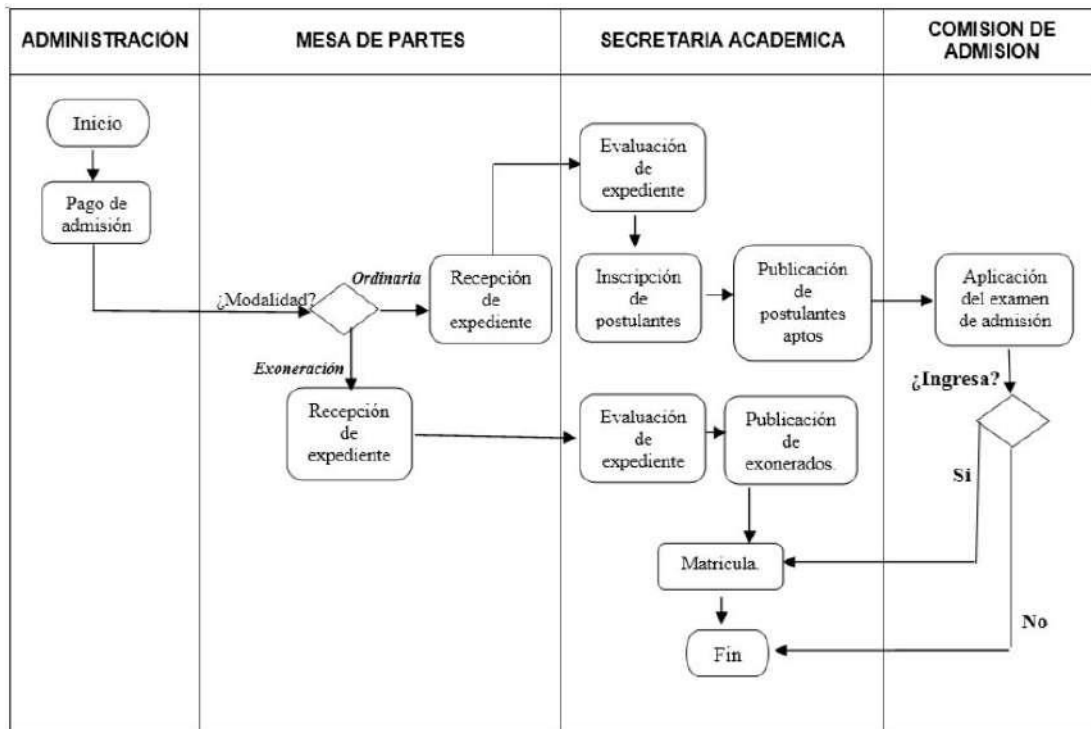 ADMINISTRACIÓN
MESA DE PARTES
SECRETARIA ACADEMICA
COMISION DE
ADMISION
Inicio
Pago de
admisión
¿Modalidad?
Ordinaria
Recepción
de
expediente
Exoneración
Recepción
de
expediente
Evaluación
de
expediente
Inscripción
de
postulantes
Publicación
de
postulantes
aptos
Aplicación
del examen
de admisión
¿Ingresa?
Evaluación
de
expediente
Publicación
de
exonerados.
Si
Matricula.
No
Fin